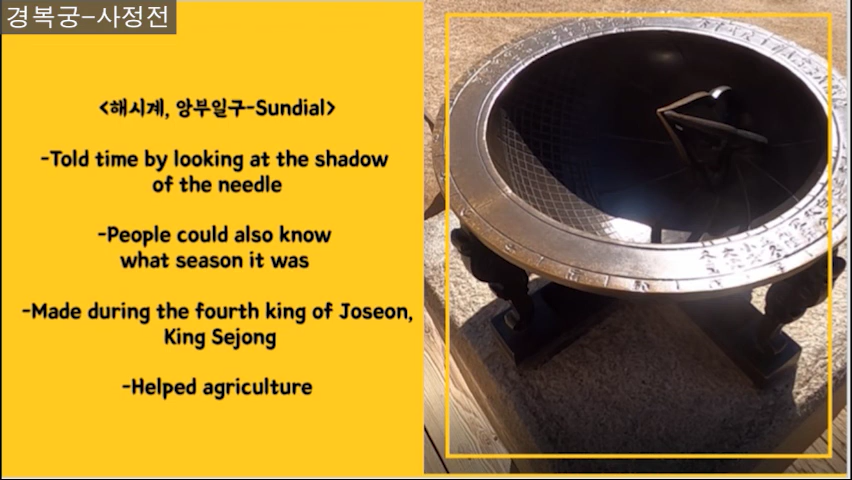 경복궁-사정전
<해시계, 앙부일구-Sundial>
-Told time by looking at the shadow
of the needle
-People could also know
what season it was
-Made during the fourth king of Joseon,
King Sejong
-Helped agriculture